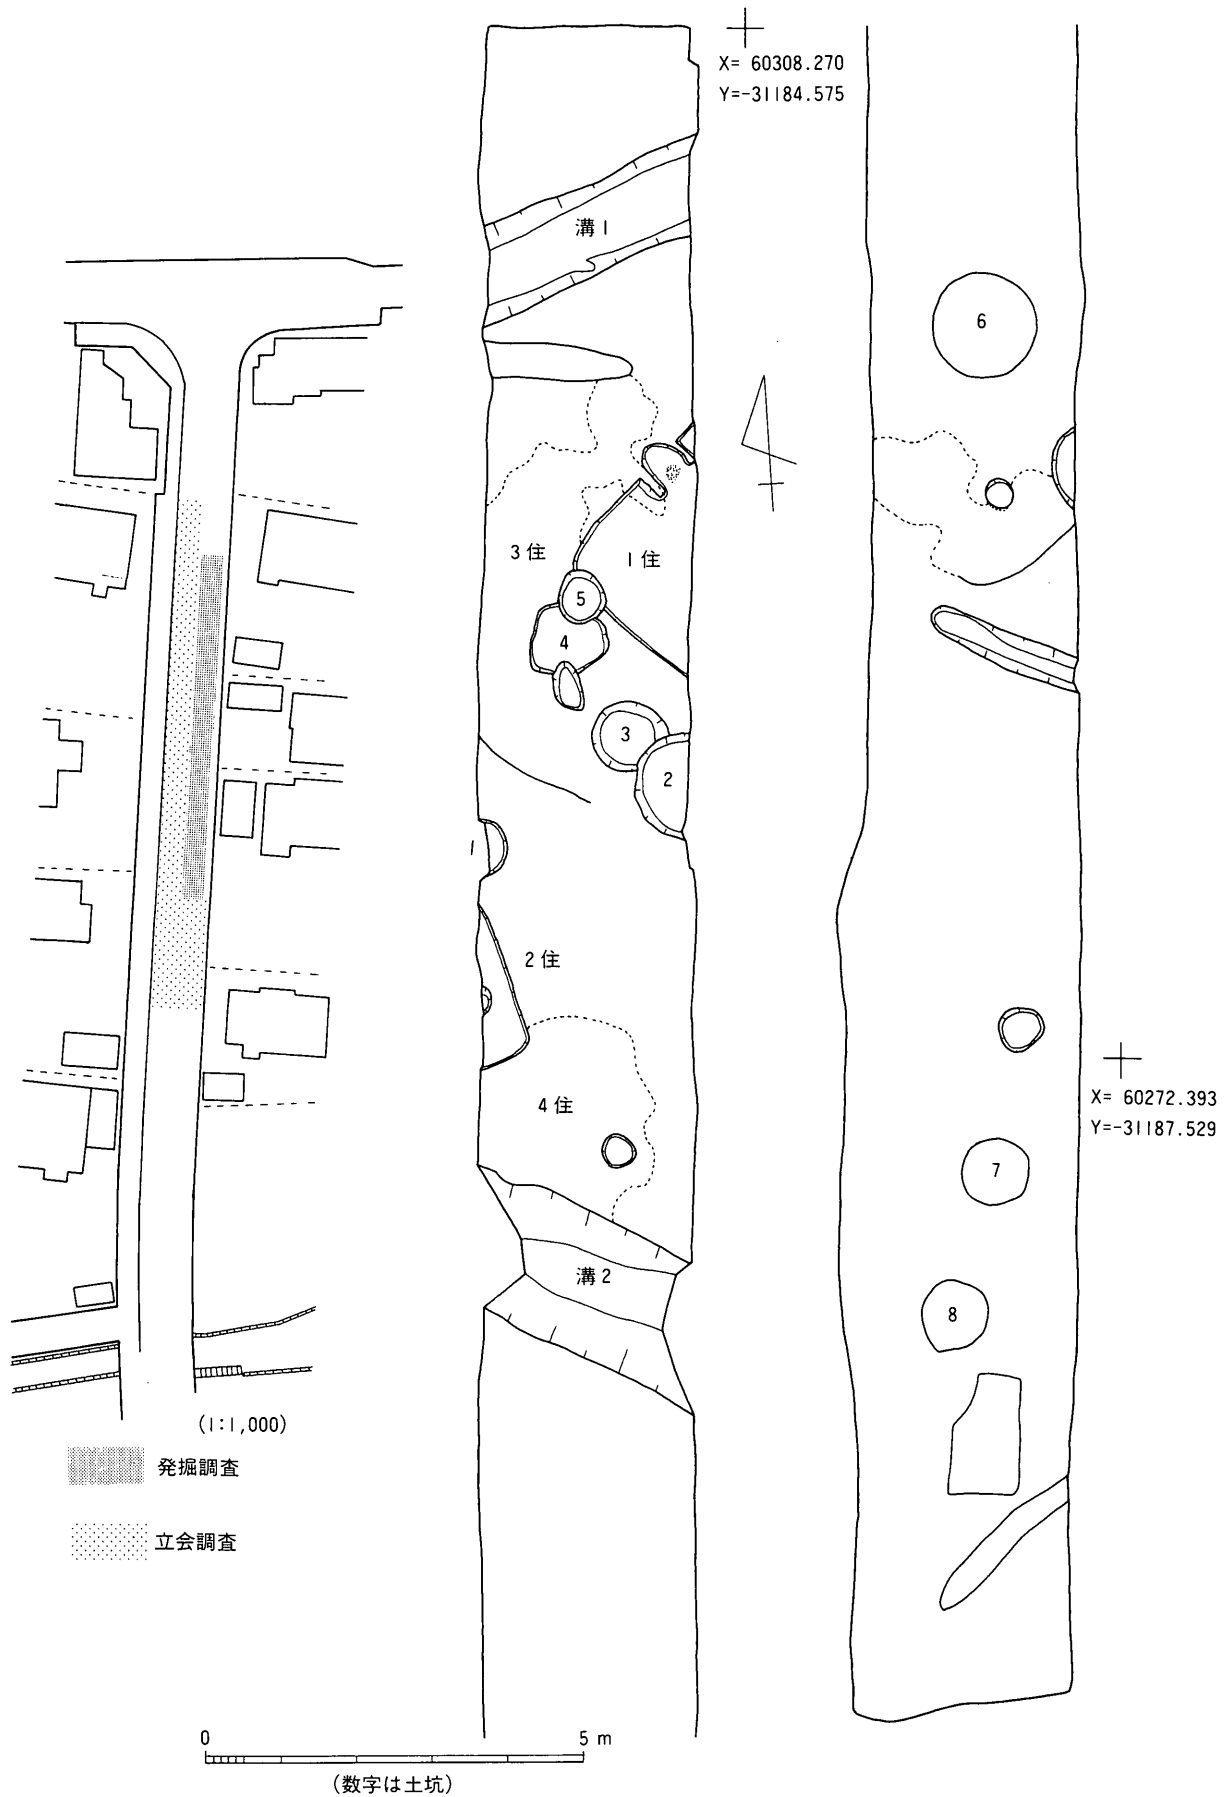 X= 60308.270
Y=-31184.575
溝1
6
3住
1住
5
4
3
2
1
2住
4住
X= 60272.393
Y=-31187.529
7
溝2
8
(1:1,000)
発掘調査
立会調査
0
5 m
(数字は土坑)